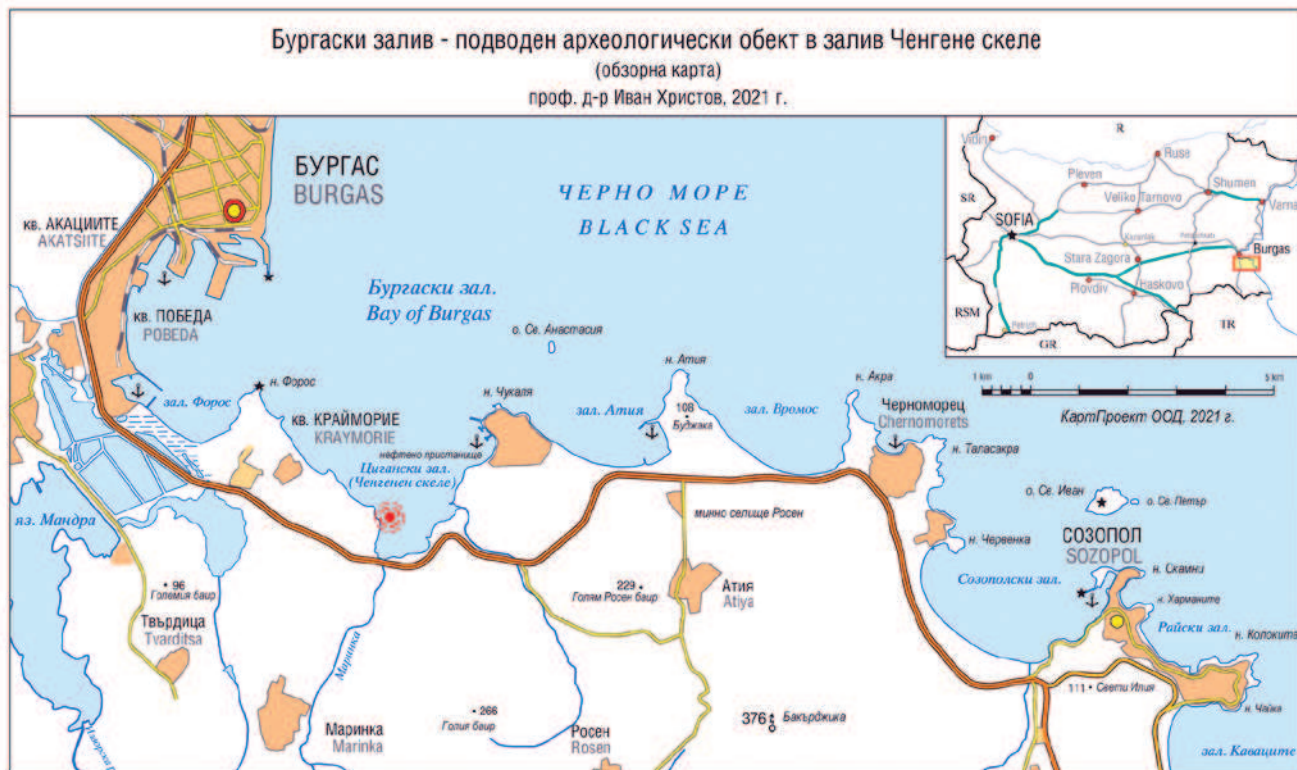 Бургаски залив - подводен археологически обект в залив Ченгене скеле
(обзорна карта)
проф. д-р Иван Христов, 2021 г.
БУРГАС
BURGAS
кв. АКАЦИИТЕ
AKATSIITE
кв. ПОБЕДА
POBEDA
ЧЕРНО МОРЕ
BLACK SEA
Бургаски зал.
Bay of Burgas
о. Св. Анастасия
R
Vidin
Ruse
Pleven
Shumen
Veliko Tarnovo
Varna
SR
SOFIA
Kazanlak
Burgas
Stara Zagora
Plovdiv
Haskovo
RSM
Petrich
GR
TR
1 km
0
5 km
КартПроект ООД, 2021 г.
зал. Форос
н. Форос
кв. КРАЙМОРИЕ
KRAYMORIE
н. Чукаля
нефтено пристанище
Цигански зал.
(Ченгенен скеле)
н. Атия
зал. Атия
108
Буджака
зал. Вромос
н. Акра
Черноморец
Chernomorets
н. Таласакра
о. Св. Иван
о. Св. Петър
н. Червенка
СОЗОПОЛ
SOZOPOL
Созополски зал.
н. Скамни
н. Харманите
Райски зал.
н. Колокита
н. Чайка
зал. Каваците
111 • Свети Илия
яз. Мандра
96
Големия баир
Твърдица
Tvarditsa
минно селище Росен
229
Голям Росен баир
Атия
Atiya
Маринка
Маринка
Marinka
266
Голия баир
Росен
Rosen
376
Бакърджика